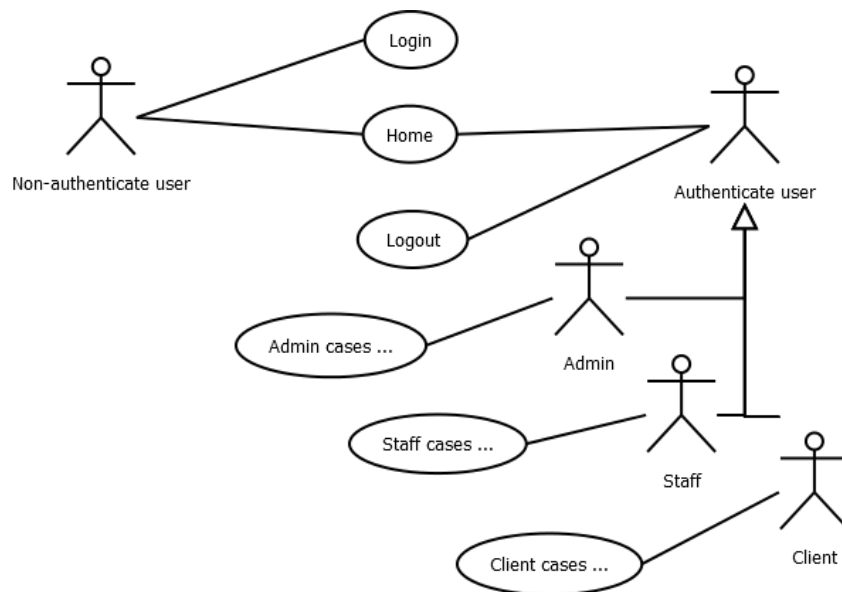 Login
Non-authenticate user
Home
Authenticate user
Logout
Admin cases ...
Admin
Staff cases ...
Staff
Client cases ...
Client